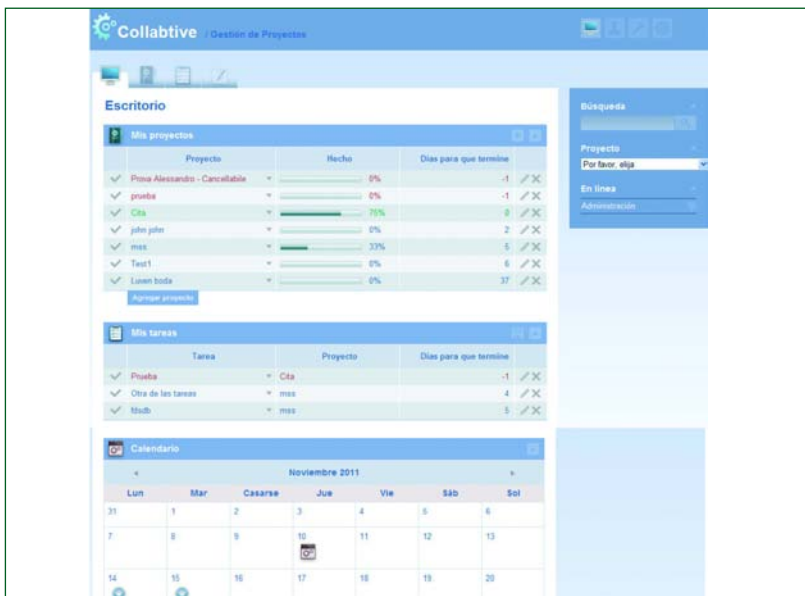 Collabtive / Gestión de Proyectos
Escritorio
Búsqueda
Proyecto
Por favor, elija
En línea
Administración
Mis proyectos
Proyecto Hecho Días para que termine
Prova Alessandro - Cancellabile 0% -1
prueba 0% -1
Cita 75% 0
john john 0% 2
mss 33% 5
Test1 0% 6
Luwen boda 0% 37
Agregar proyecto
Mis tareas
Tarea Proyecto Días para que termine
Prueba Cita -1
Otra de las tareas mss 4
mss 5
Calendario
« Noviembre 2011 »
Lun Mar Casarse Jue Vie Sáb Sol
31 1 2 3 4 5 6
7 8 9 10 11 12 13
14 15 16 17 18 19 20